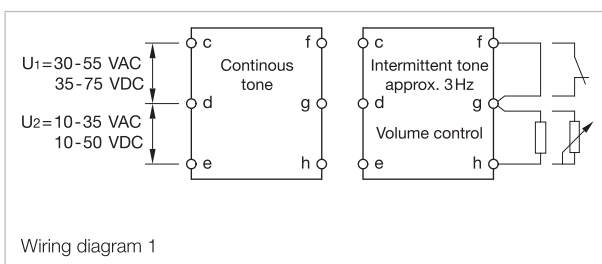 c f c f
U1=30-55 VAC
35-75 VDC
Continous
tone
Intermittent tone
approx. 3Hz
d g d g
U2=10-35 VAC
10-50 VDC
Volume control
e h e h
Wiring diagram 1